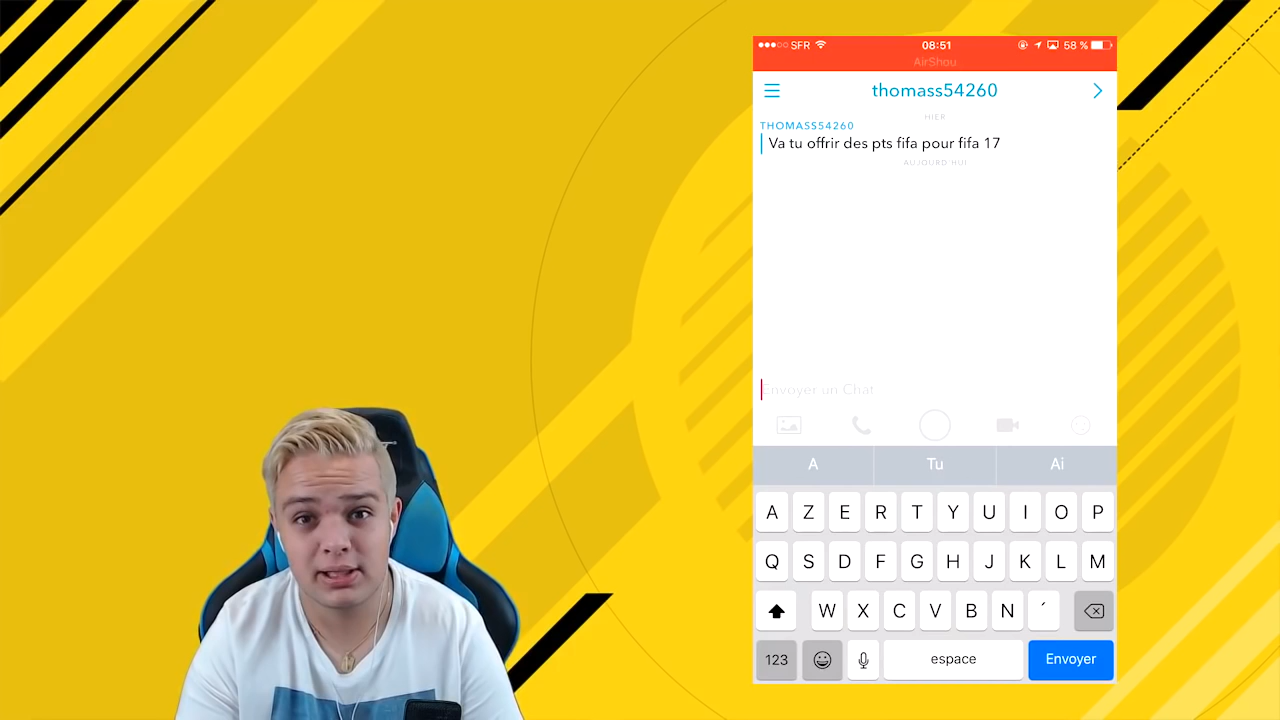 SFR 08:51 58 %
AirShou
thomass54260
HIER
THOMASS54260
Va tu offrir des pts fifa pour fifa 17
AUJOURD'HUI
Envoyer un Chat
A Tu Ai
A Z E R T Y U I O P
Q S D F G H J K L M
W X C V B N ´
123 espace Envoyer